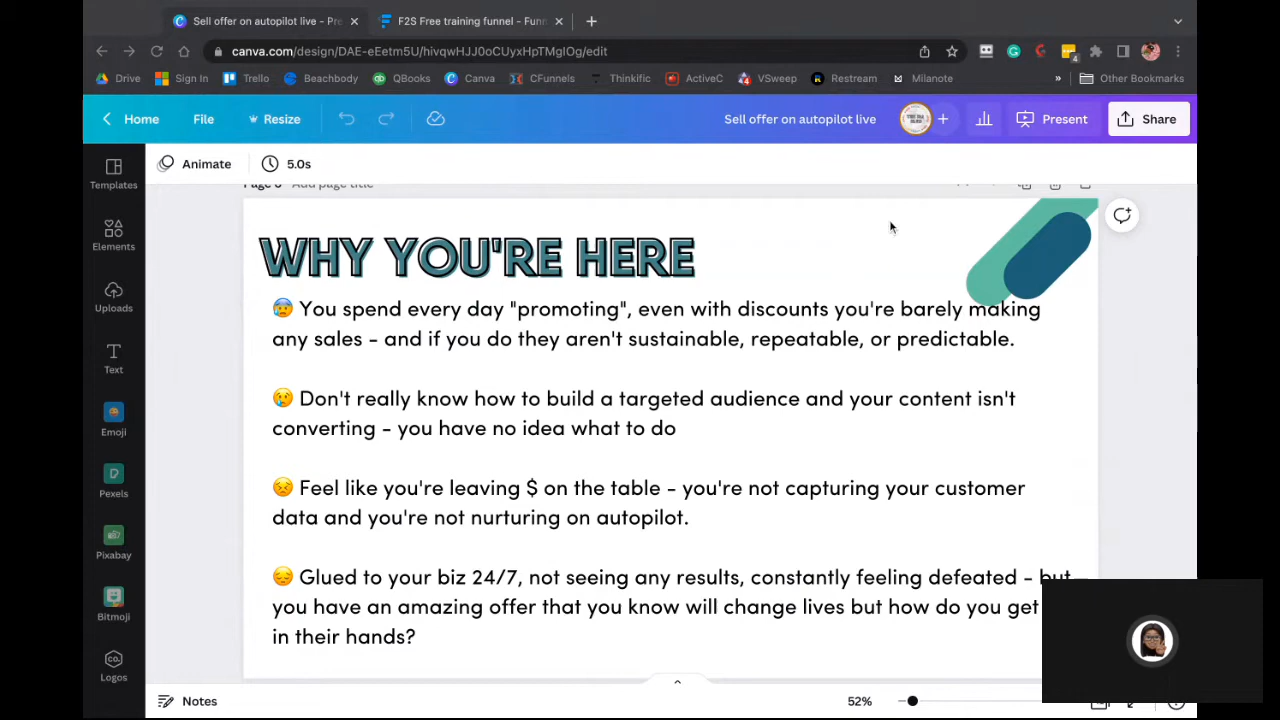 Sell offer on autopilot live - Pre
F2S Free training funnel - Funn
canva.com/design/DAE-eEetm5U/hivqwHJJ0oCUyxHpTMgIOg/edit
Drive
Sign In
Trello
Beachbody
QBooks
Canva
CFunnels
Thinkific
ActiveC
VSweep
Restream
Milanote
»
Other Bookmarks
Home
File
Resize
Sell offer on autopilot live
Present
Share
Animate
5.0s
Templates
Elements
Uploads
Text
Emoji
Pexels
Pixabay
Bitmoji
CO.
Logos
Add page title
WHY YOU'RE HERE
😰 You spend every day "promoting", even with discounts you're barely making
any sales - and if you do they aren't sustainable, repeatable, or predictable.
😢 Don't really know how to build a targeted audience and your content isn't
converting - you have no idea what to do
😣 Feel like you're leaving $ on the table - you're not capturing your customer
data and you're not nurturing on autopilot.
😔 Glued to your biz 24/7, not seeing any results, constantly feeling defeated - but
you have an amazing offer that you know will change lives but how do you get
in their hands?
Notes
52%